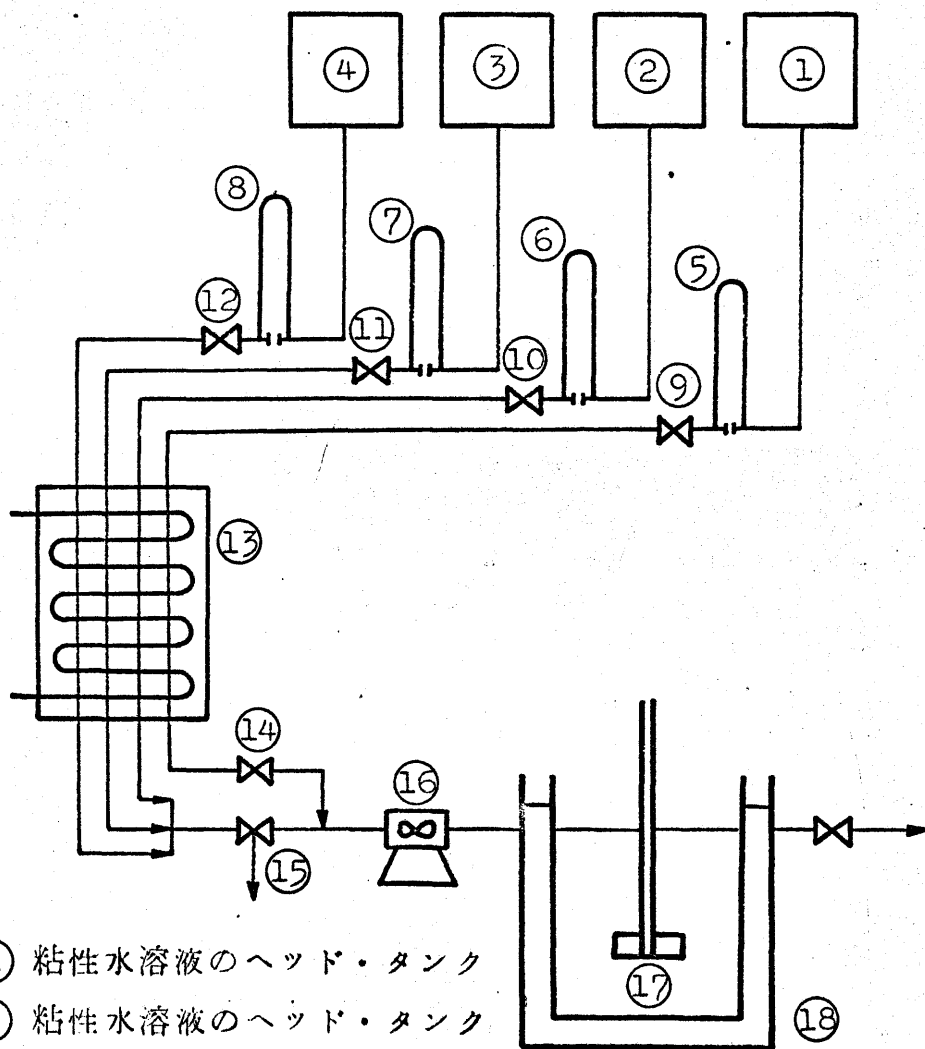 ④ ③ ② ①
⑧ ⑦ ⑥ ⑤
⑫ ⑪ ⑩ ⑨
⑬
⑭
⑯
⑮
⑰
⑱
粘性水溶液のヘッド・タンク
粘性水溶液のヘッド・タンク